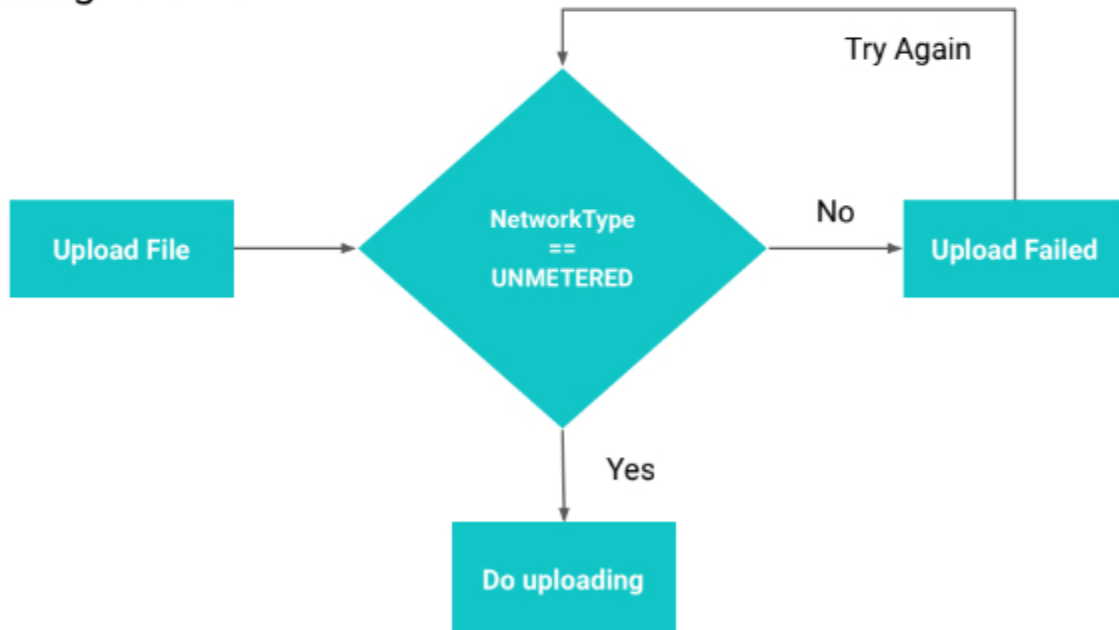 Try Again
Upload File
NetworkType
==
UNMETERED
No
Upload Failed
Yes
Do uploading